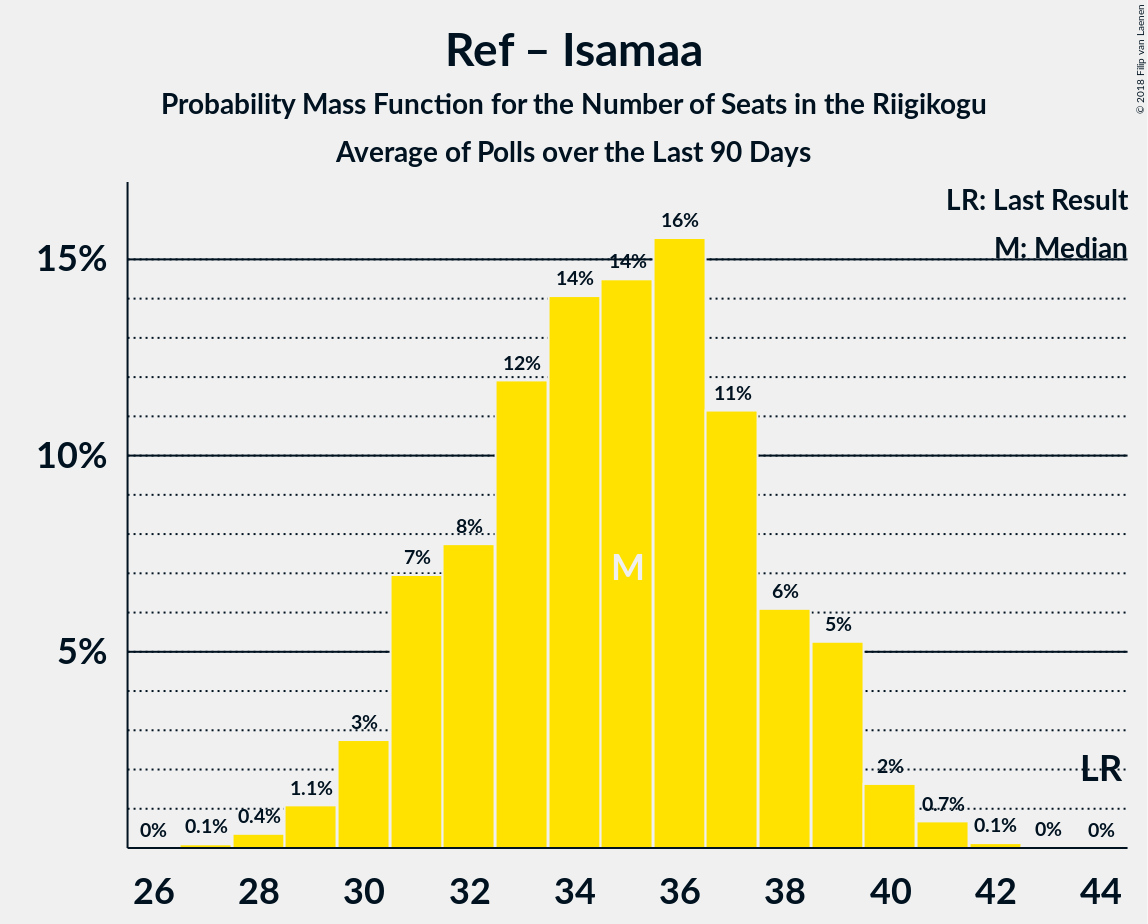 Ref – Isamaa
Probability Mass Function for the Number of Seats in the Riigikogu
Average of Polls over the Last 90 Days
© 2018 Filip van Laenen
LR: Last Result
M: Median
15%
10%
5%
0%
0.1%
0.4%
1.1%
3%
7%
8%
12%
14%
14%
16%
11%
6%
5%
2%
0.7%
0.1%
0%
0%
M
LR
26 28 30 32 34 36 38 40 42 44